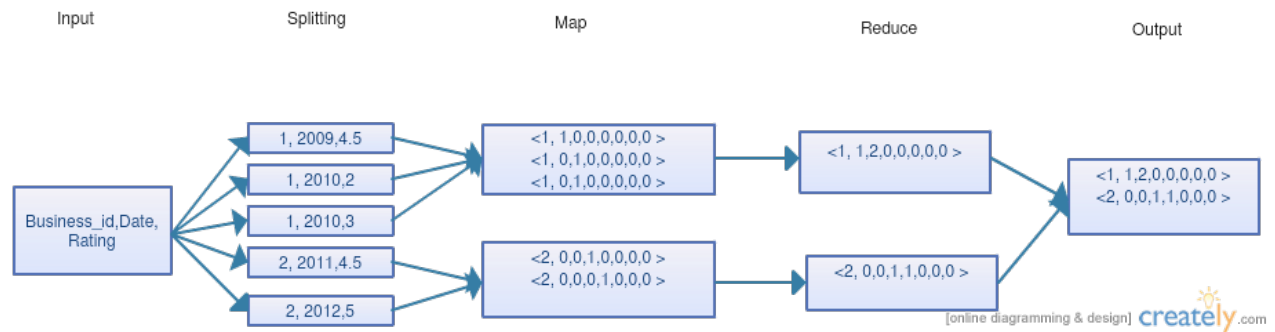 Input
Splitting
Map
Reduce
Output
Business_id,Date,
Rating
1, 2009,4.5
1, 2010,2
1, 2010,3
2, 2011,4.5
2, 2012,5
<1, 1,0,0,0,0,0,0 >
<1, 0,1,0,0,0,0,0 >
<1, 0,1,0,0,0,0,0 >
<2, 0,0,1,0,0,0,0 >
<2, 0,0,0,1,0,0,0 >
<1, 1,2,0,0,0,0,0 >
<2, 0,0,1,1,0,0,0 >
<1, 1,2,0,0,0,0,0 >
<2, 0,0,1,1,0,0,0 >
[online diagramming & design] creately.com